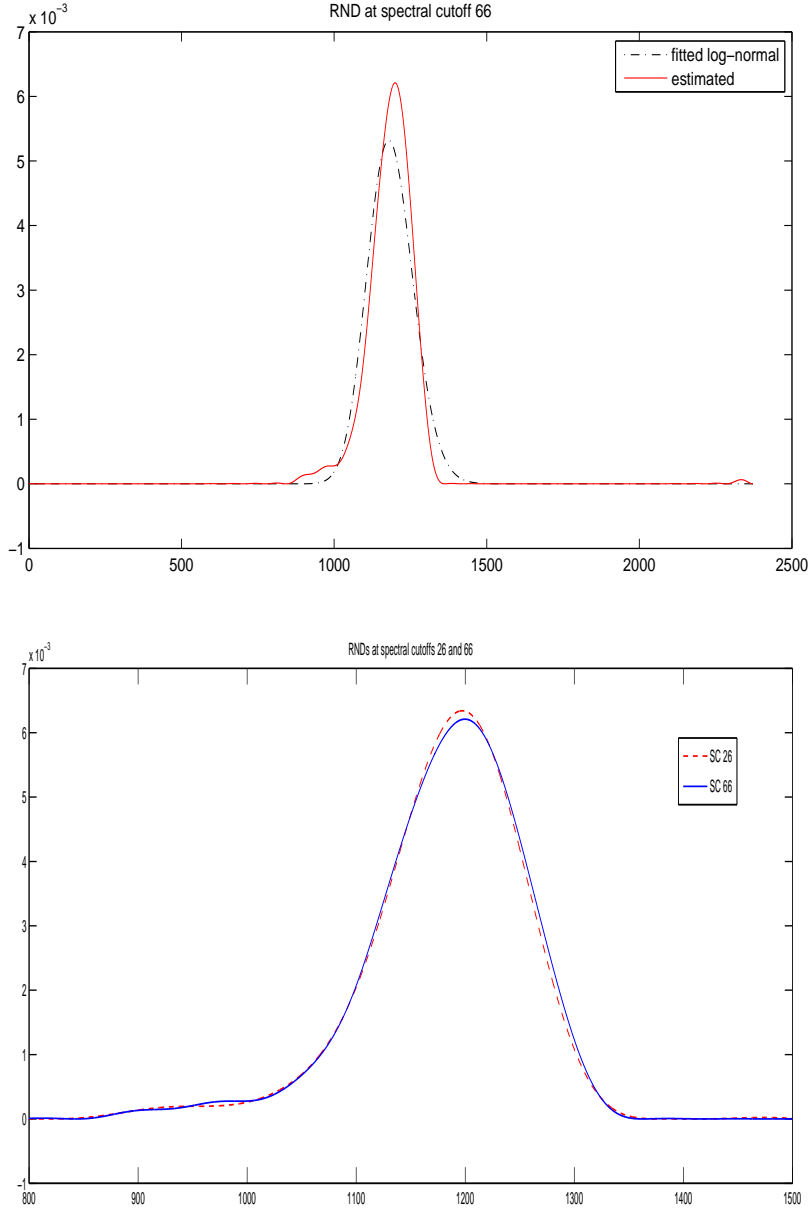 x 10⁻³
RND at spectral cutoff 66
7
fitted log−normal
estimated
6
5
4
3
2
1
0
−1
0 500 1000 1500 2000 2500
x 10⁻³
RNDs at spectral cutoffs 26 and 66
7
6
SC 26
SC 66
5
4
3
2
1
0
−1
800 900 1000 1100 1200 1300 1400 1500